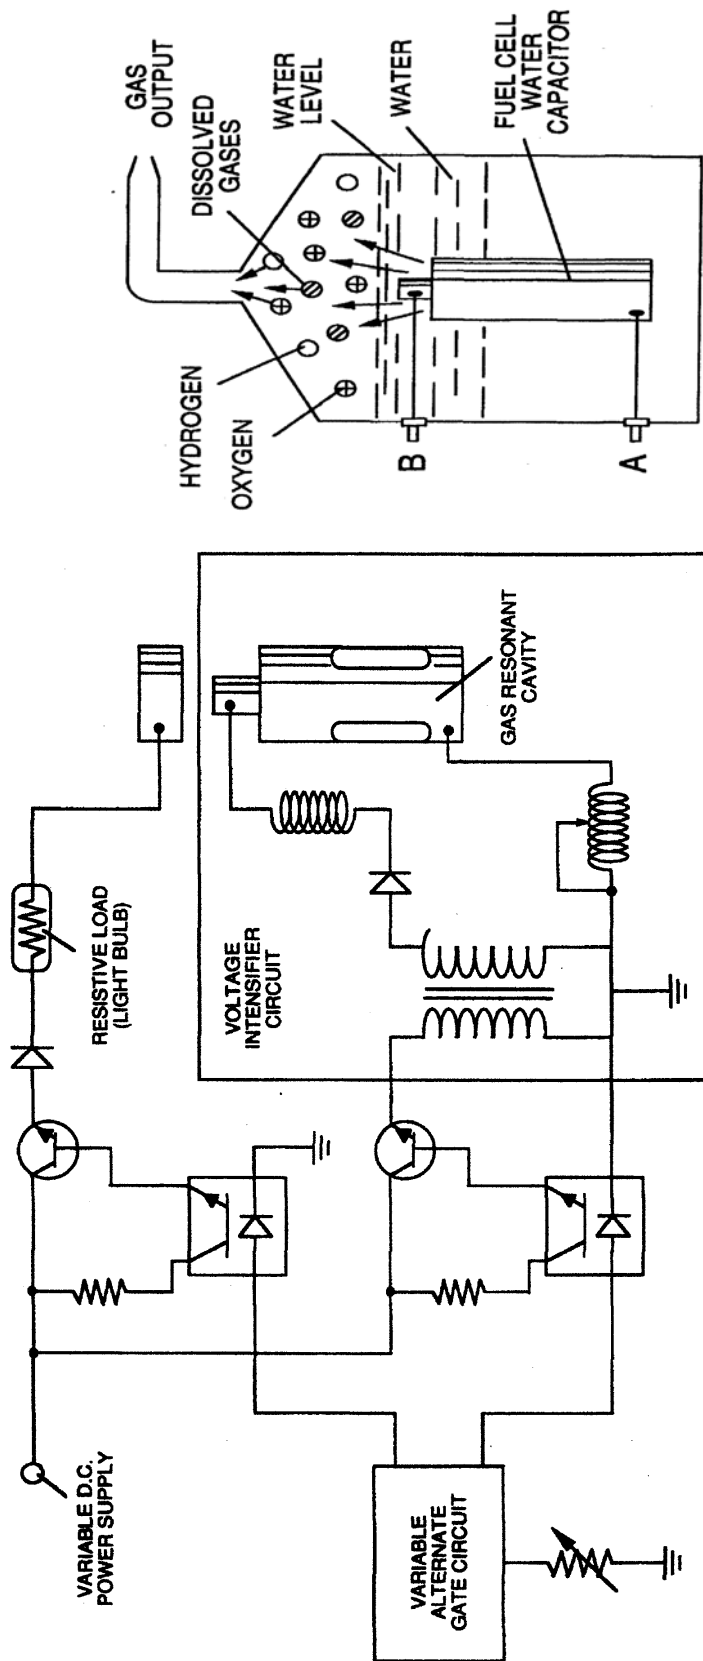 VARIABLE D.C.
POWER SUPPLY
RESISTIVE LOAD
(LIGHT BULB)
VARIABLE
ALTERNATE
GATE CIRCUIT
VOLTAGE
INTENSIFIER
CIRCUIT
GAS RESONANT
CAVITY
GAS
OUTPUT
DISSOLVED
GASES
HYDROGEN
OXYGEN
WATER
LEVEL
WATER
FUEL CELL
WATER
CAPACITOR
B
A